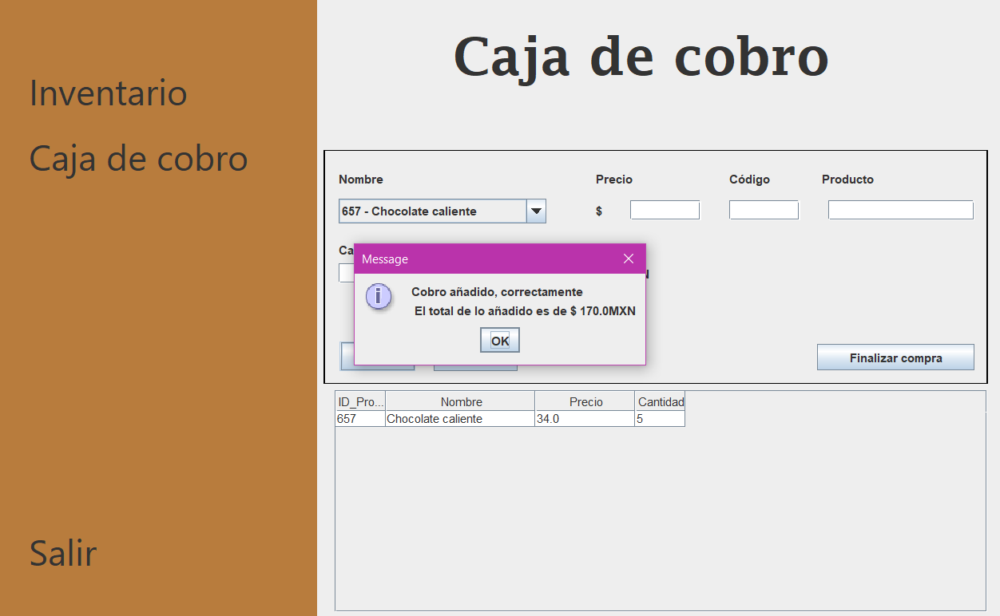 Inventario
Caja de cobro
Salir
Caja de cobro
Nombre
Precio
Código
Producto
657 - Chocolate caliente
$
Message
Cobro añadido, correctamente
El total de lo añadido es de $ 170.0MXN
OK
Finalizar compra
ID_Pro... Nombre Precio Cantidad
657 Chocolate caliente 34.0 5